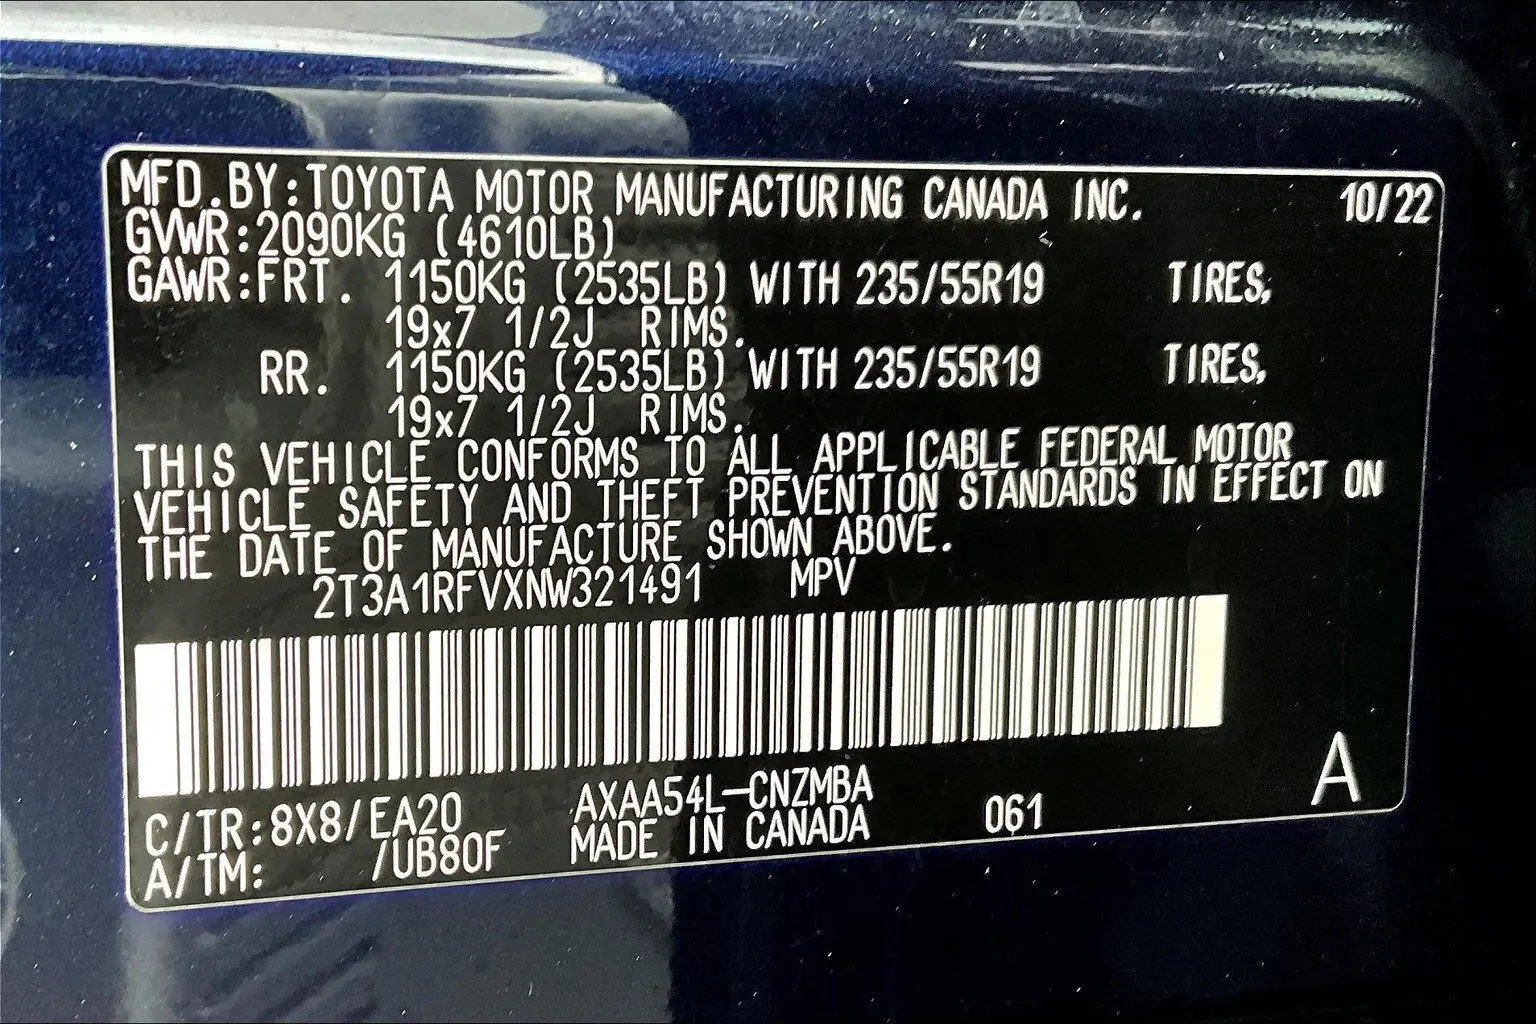 MFD.BY:TOYOTA MOTOR MANUFACTURING CANADA INC. 10/22
GVWR:2090KG (4610LB)
GAWR:FRT. 1150KG (2535LB) WITH 235/55R19 TIRES,
19x7 1/2J RIMS.
RR. 1150KG (2535LB) WITH 235/55R19 TIRES,
19x7 1/2J RIMS.
THIS VEHICLE CONFORMS TO ALL APPLICABLE FEDERAL MOTOR
VEHICLE SAFETY AND THEFT PREVENTION STANDARDS IN EFFECT ON
THE DATE OF MANUFACTURE SHOWN ABOVE.
2T3A1RFVXNW321491 MPV
C/TR:8X8/EA20 AXAA54L-CNZMBA
A/TM: /UB80F MADE IN CANADA 061 A